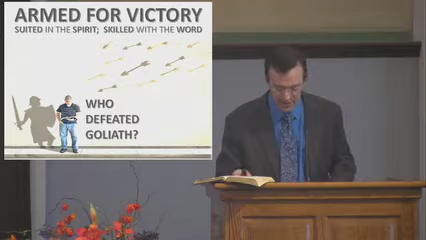 ARMED FOR VICTORY
SUITED IN THE SPIRIT; SKILLED WITH THE WORD
WHO
DEFEATED
GOLIATH?